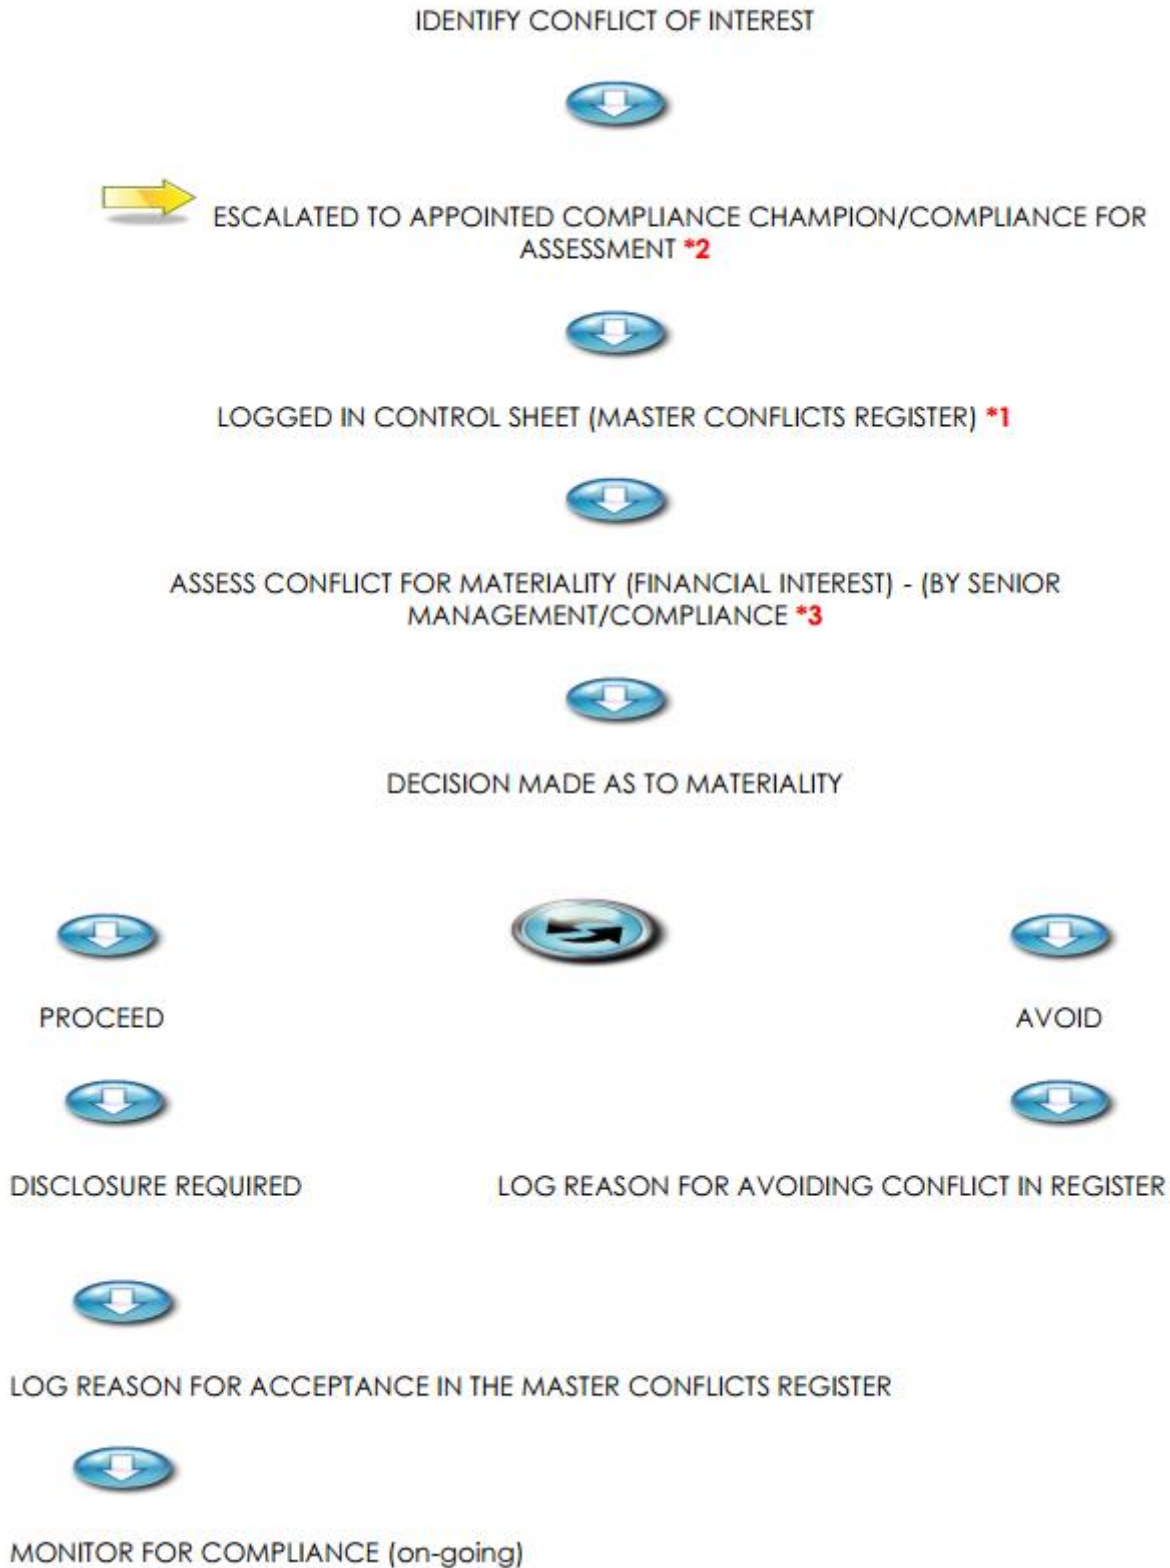 IDENTIFY CONFLICT OF INTEREST
ESCALATED TO APPOINTED COMPLIANCE CHAMPION/COMPLIANCE FOR
ASSESSMENT *2
LOGGED IN CONTROL SHEET (MASTER CONFLICTS REGISTER) *1
ASSESS CONFLICT FOR MATERIALITY (FINANCIAL INTEREST) - (BY SENIOR
MANAGEMENT/COMPLIANCE *3
DECISION MADE AS TO MATERIALITY
PROCEED
AVOID
DISCLOSURE REQUIRED
LOG REASON FOR AVOIDING CONFLICT IN REGISTER
LOG REASON FOR ACCEPTANCE IN THE MASTER CONFLICTS REGISTER
MONITOR FOR COMPLIANCE (on-going)